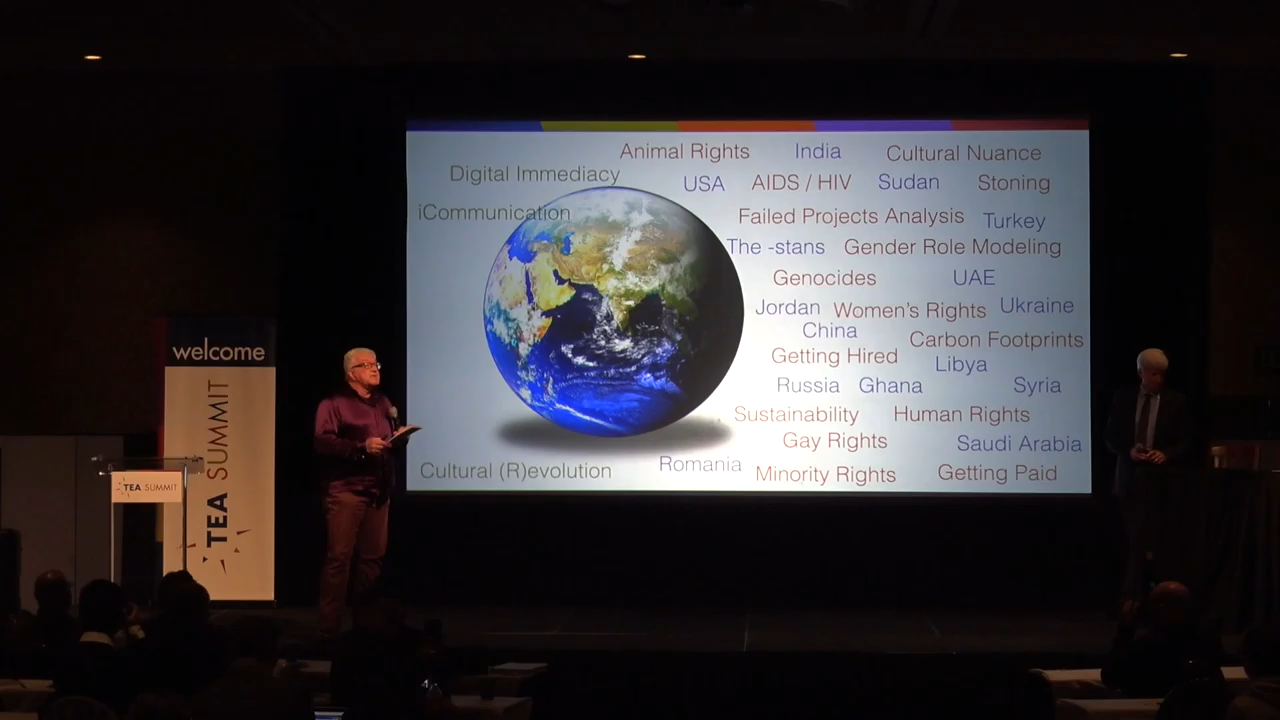 Animal Rights
India
Cultural Nuance
Digital Immediacy
USA
AIDS / HIV
Sudan
Stoning
iCommunication
Failed Projects Analysis
Turkey
The -stans
Gender Role Modeling
Genocides
UAE
Jordan
Women's Rights
Ukraine
China
Carbon Footprints
Getting Hired
Libya
Russia
Ghana
Syria
Sustainability
Human Rights
Gay Rights
Saudi Arabia
Cultural (R)evolution
Romania
Minority Rights
Getting Paid
welcome
TEA SUMMIT
TEA SUMMIT